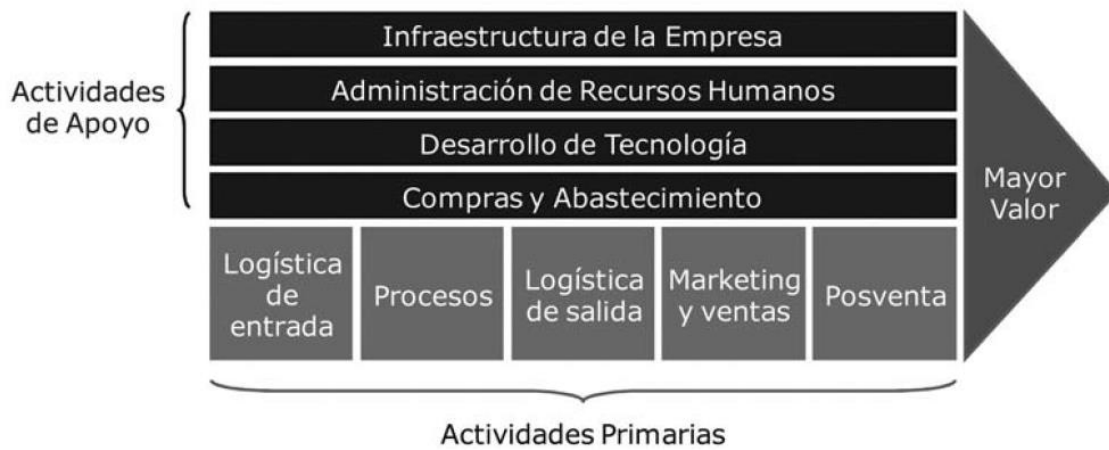 Infraestructura de la Empresa
Actividades
de Apoyo
Administración de Recursos Humanos
Desarrollo de Tecnología
Compras y Abastecimiento
Mayor
Valor
Logística
de
entrada
Procesos
Logística
de salida
Marketing
y ventas
Posventa
Actividades Primarias